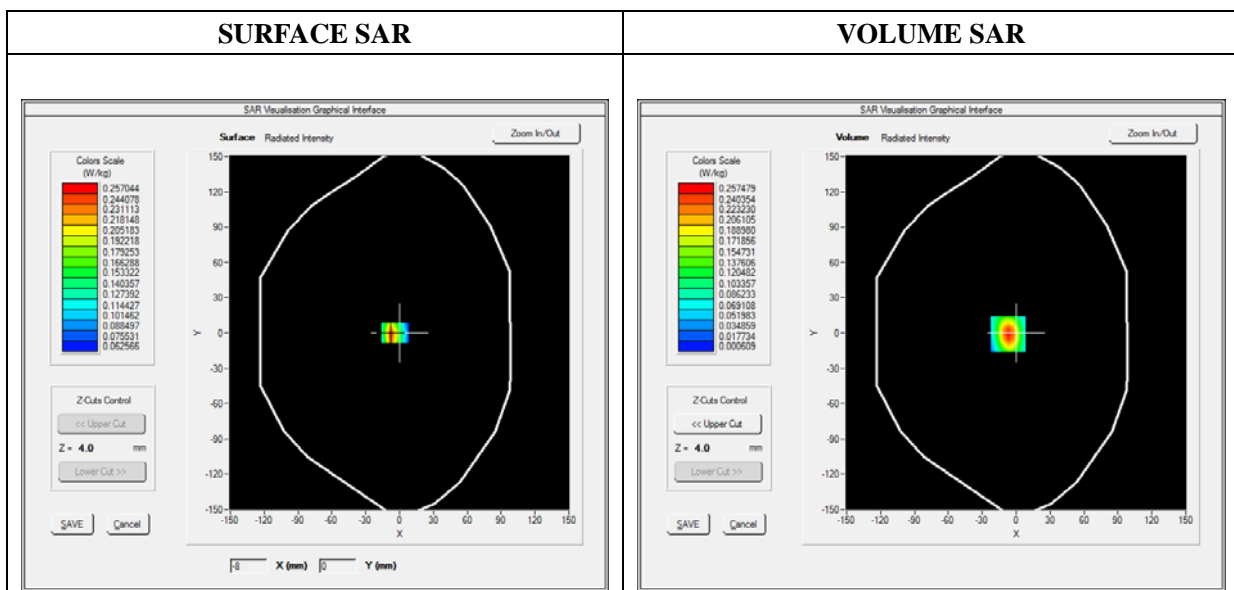 SURFACE SAR
VOLUME SAR
SAR Visualisation Graphical Interface
Surface Radiated Intensity
Zoom In/Out
Colors Scale
(W/kg)
0.257044
0.244078
0.231113
0.218148
0.205183
0.192218
0.179253
0.166288
0.153322
0.140357
0.127392
0.114427
0.101462
0.088497
0.075531
0.062566
Z-Cuts Control
<< Upper Cut
Z = 4.0 mm
Lower Cut >>
SAVE Cancel
150
120
90
60
30
0
-30
-60
-90
-120
-150
Y
-150 -120 -90 -60 -30 0 30 60 90 120 150
X
-8 X (mm) 0 Y (mm)
SAR Visualisation Graphical Interface
Volume Radiated Intensity
Zoom In/Out
Colors Scale
(W/kg)
0.257479
0.240354
0.223230
0.206105
0.188980
0.171856
0.154731
0.137606
0.120482
0.103357
0.086233
0.069108
0.051983
0.034859
0.017734
0.000609
Z-Cuts Control
<< Upper Cut
Z = 4.0 mm
Lower Cut >>
SAVE Cancel
150
120
90
60
30
0
-30
-60
-90
-120
-150
Y
-150 -120 -90 -60 -30 0 30 60 90 120 150
X